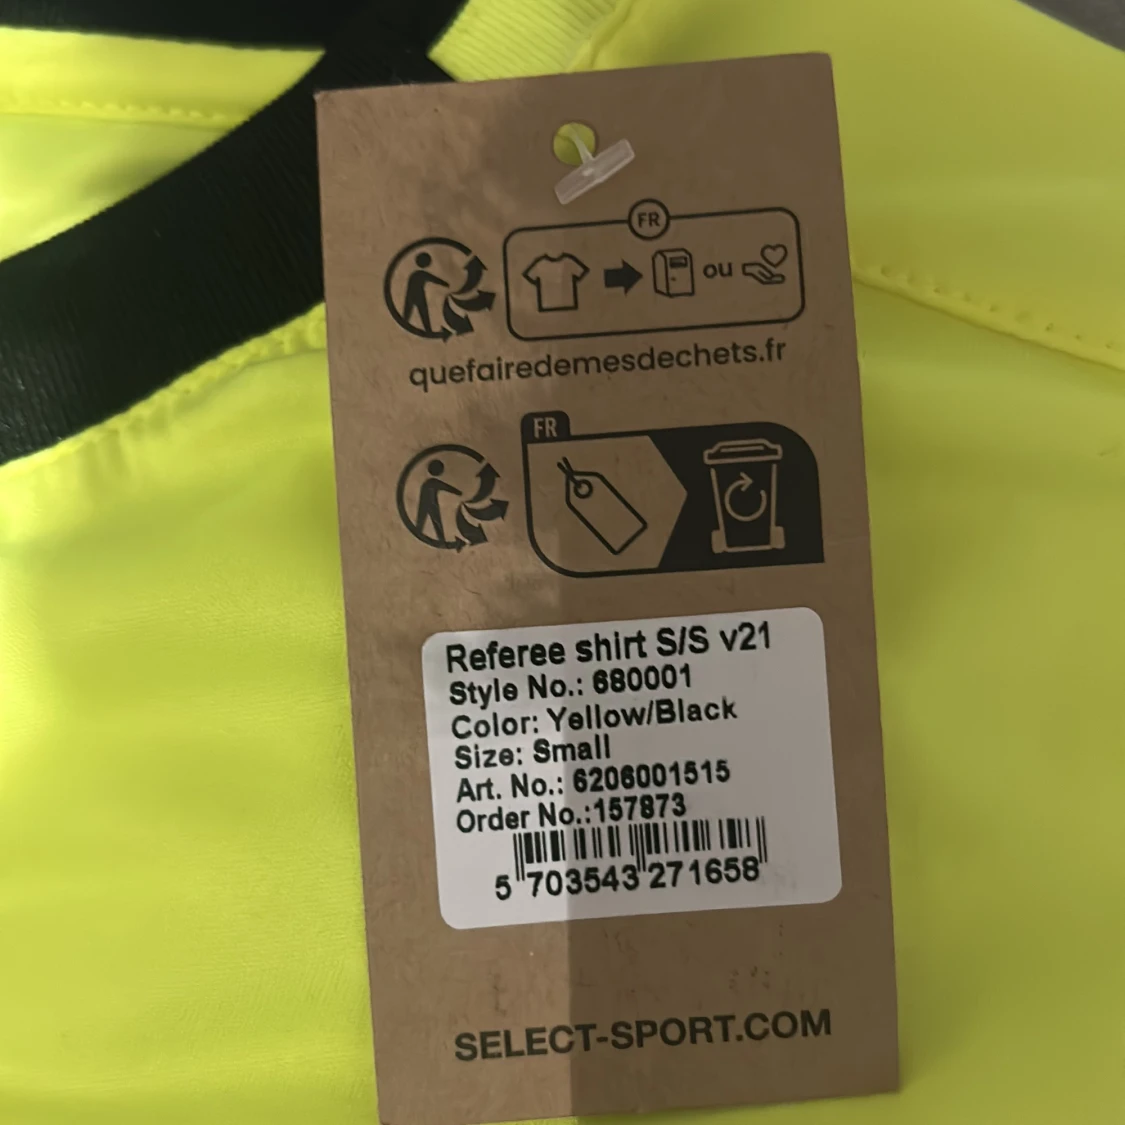 FR
ou
quefairedemesdechets.fr
FR
Referee shirt S/S v21
Style No.: 680001
Color: Yellow/Black
Size: Small
Art. No.: 6206001515
Order No.:157873
5 703543 271658
SELECT-SPORT.COM